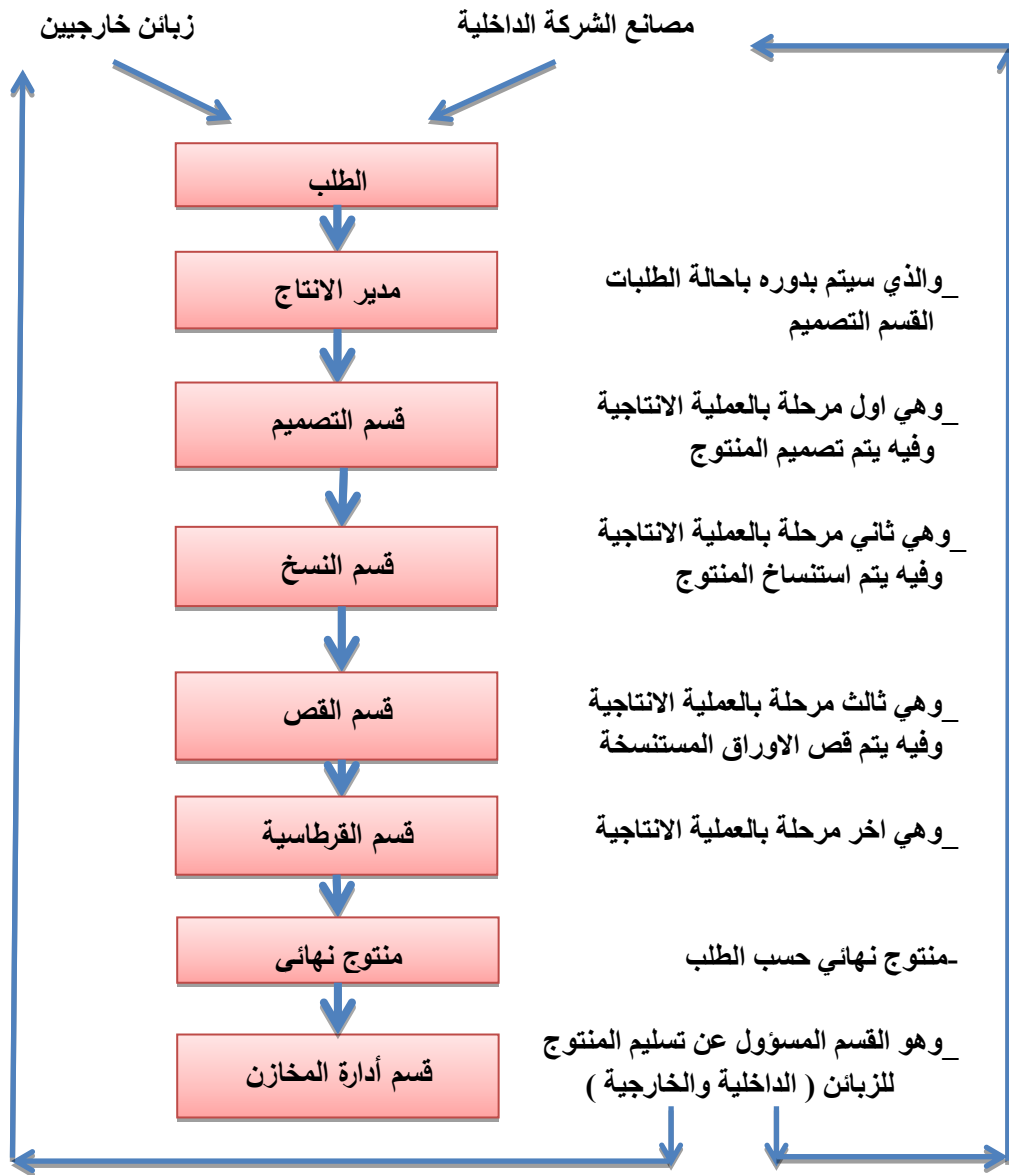 مصانع الشركة الداخلية
زبائن خارجيين
الطلب
مدير الانتاج
_والذي سيتم بدوره باحالة الطلبات
القسم التصميم
قسم التصميم
_وهي اول مرحلة بالعملية الانتاجية
وفيه يتم تصميم المنتوج
قسم النسخ
_وهي ثاني مرحلة بالعملية الانتاجية
وفيه يتم استنساخ المنتوج
قسم القص
_وهي ثالث مرحلة بالعملية الانتاجية
وفيه يتم قص الاوراق المستنسخة
قسم القرطاسية
_وهي اخر مرحلة بالعملية الانتاجية
منتوج نهائى
-منتوج نهائي حسب الطلب
قسم أدارة المخازن
_وهو القسم المسؤول عن تسليم المنتوج
للزبائن ( الداخلية والخارجية )